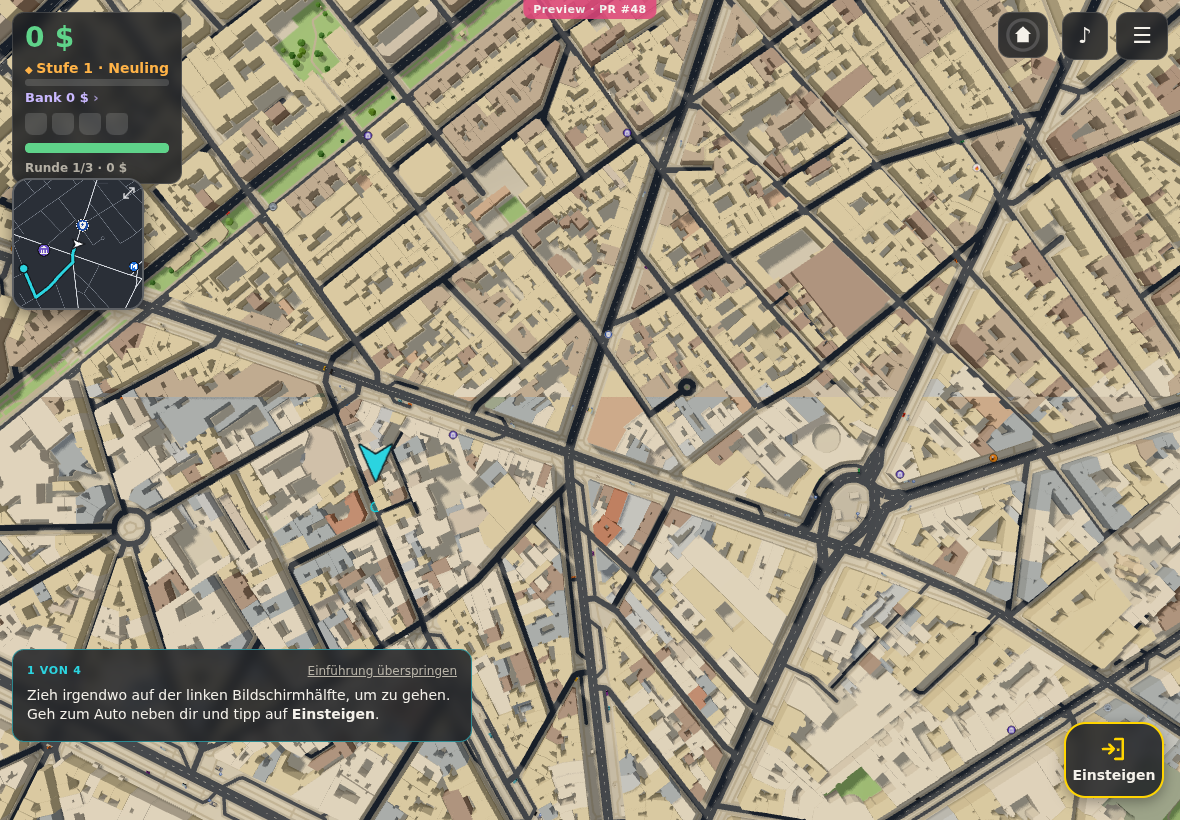 Preview · PR #48
0 $
Stufe 1 · Neuling
Bank 0 $ ›
Runde 1/3 · 0 $
1 VON 4
Einführung überspringen
Zieh irgendwo auf der linken Bildschirmhälfte, um zu gehen.
Geh zum Auto neben dir und tipp auf Einsteigen.
Einsteigen